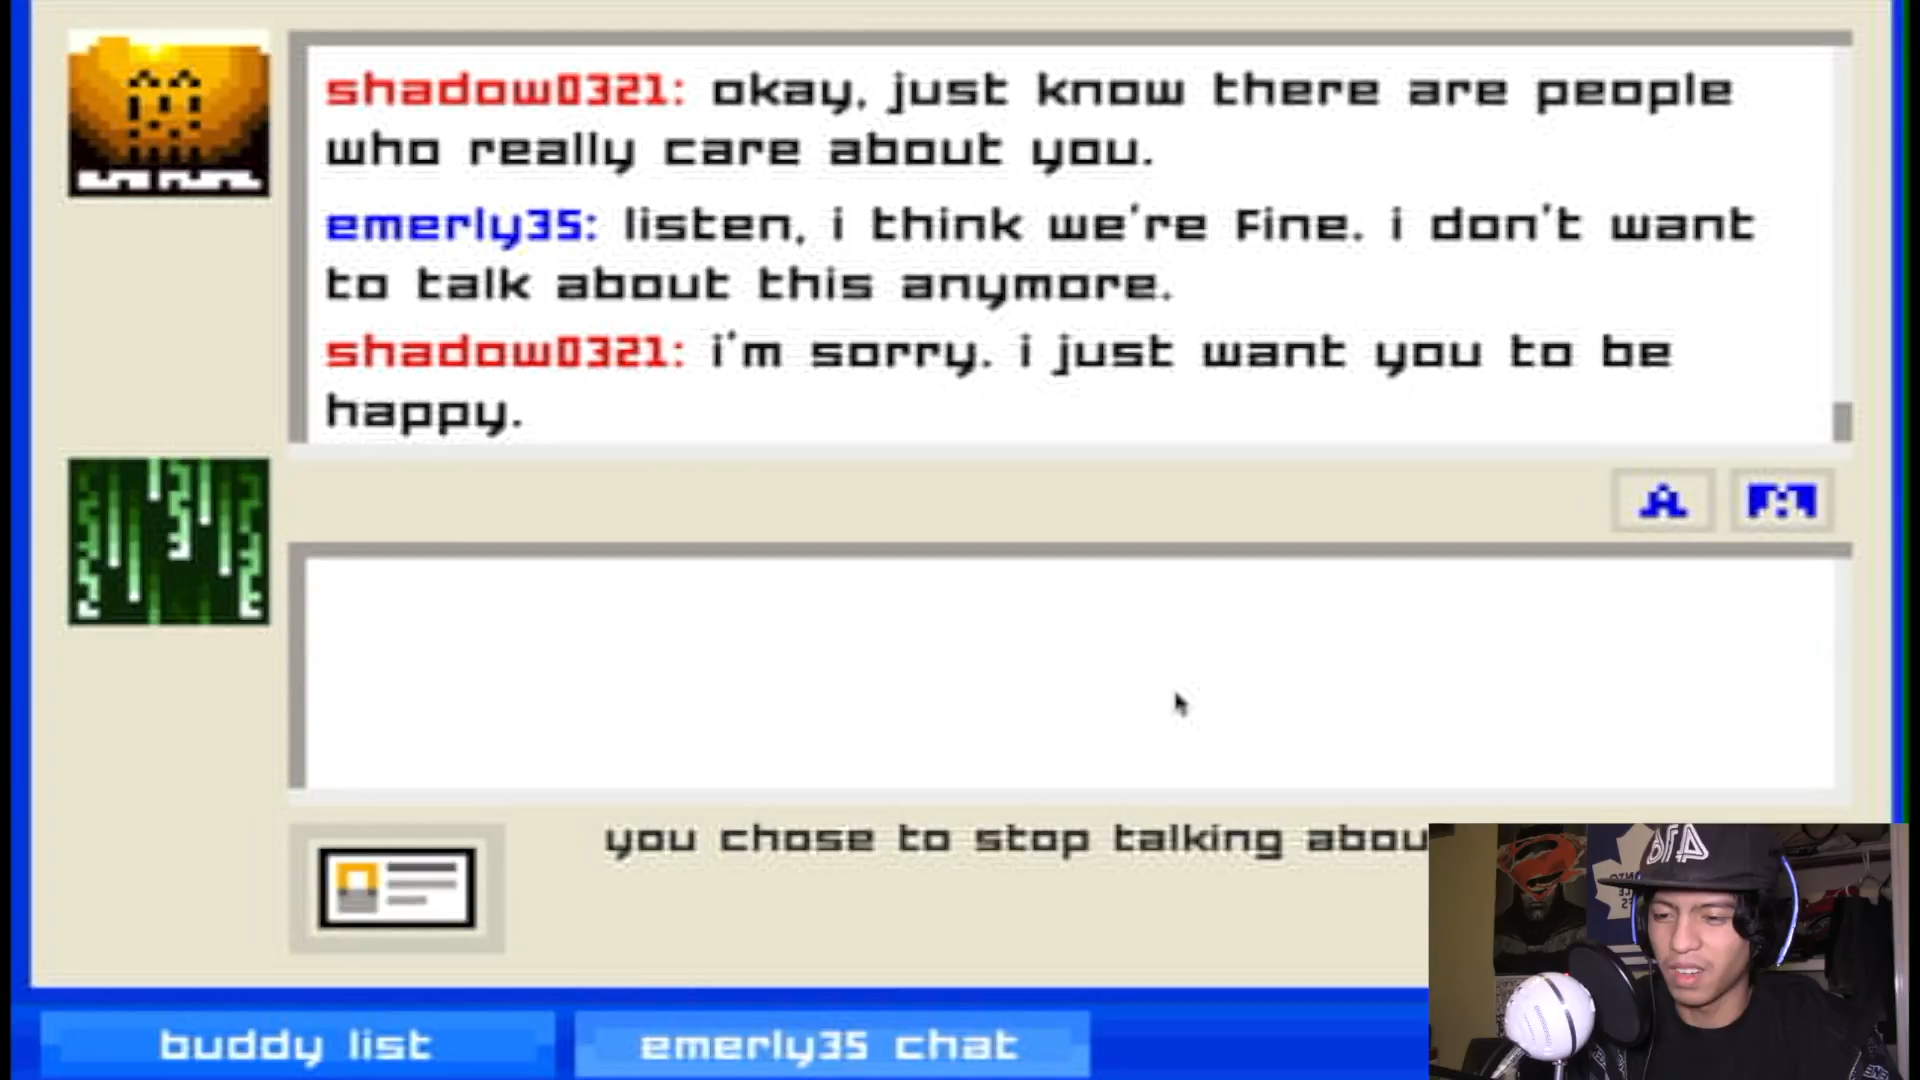 shadow0321: okay, just know there are people
who really care about you.
emerly35: listen, i think we're Fine. i don't want
to talk about this anymore.
shadow0321: i'm sorry. i just want you to be
happy.
A
you chose to stop talking abou
buddy list
emerly35 chat